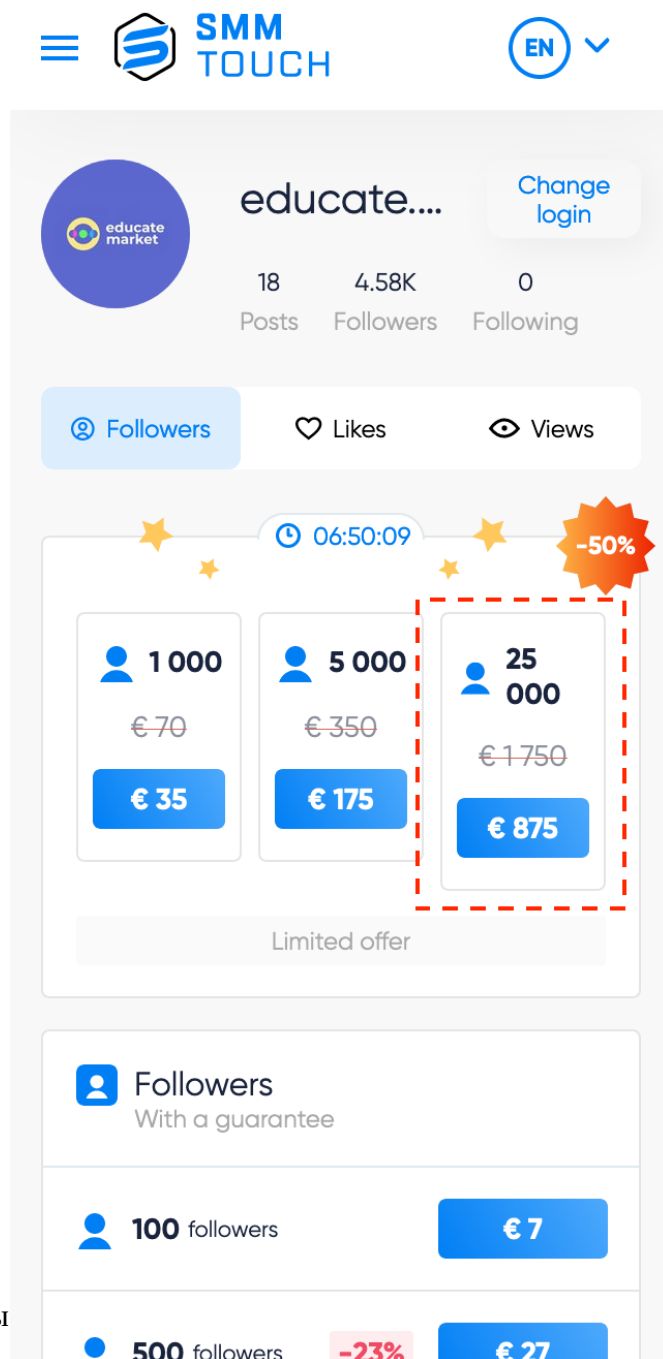 SMM
TOUCH
EN
educate
market
educate....
Change
login
18
4.58K
0
Posts
Followers
Following
Followers
Likes
Views
06:50:09
-50%
1 000
€ 70
€ 35
5 000
€ 350
€ 175
25
000
€ 1 750
€ 875
Limited offer
Followers
With a guarantee
100 followers
€ 7
ы
500 followers
-23%
€ 27